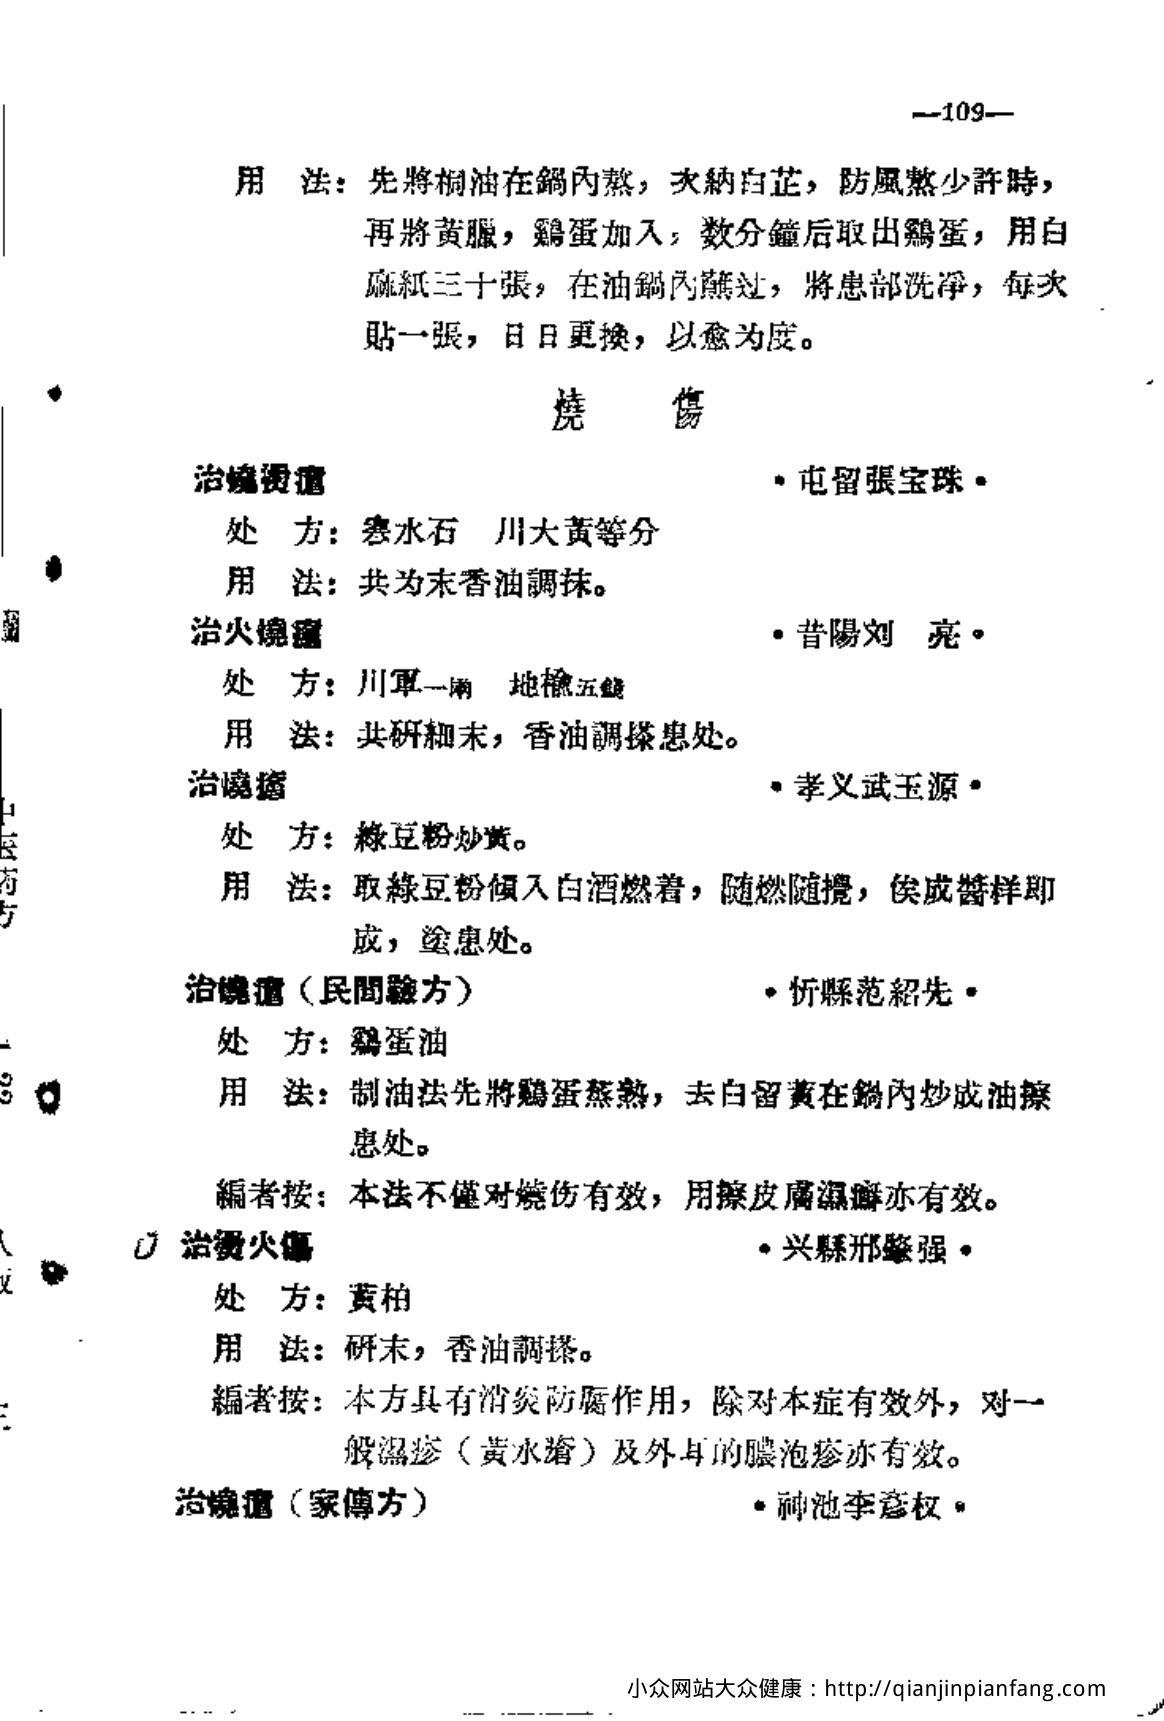 —109—
用　法：先將桐油在鍋內熬，次納白芷，防風熬少許時，
再將黃臘，鷄蛋加入，数分鐘后取出鷄蛋，用白
麻紙三十張，在油鍋內蘸过，將患部洗淨，每次
貼一張，日日更換，以愈为度。
燒　傷
治燒燙瘡　•屯留張宝珠•
处　方：寒水石　川大黃等分
用　法：共为末香油調抹。
治火燒瘡　•昔陽刘　亮•
处　方：川軍一兩　地楡五錢
用　法：共研細末，香油調搽患处。
治燒瘡　•孝义武玉源•
处　方：綠豆粉炒黃。
用　法：取綠豆粉傾入白酒燃着，随燃随攪，俟成醬样即
成，塗患处。
治燒瘡（民間驗方）　•忻縣范紹先•
处　方：鷄蛋油
用　法：制油法先將鷄蛋蒸熟，去白留黃在鍋內炒成油擦
患处。
編者按：本法不僅对燒伤有效，用擦皮膚濕癬亦有效。
治燙火傷　•兴縣邢　强•
处　方：黃柏
用　法：研末，香油調搽。
編者按：本方具有消炎防腐作用，除对本症有效外，对一
般濕疹（黃水瘡）及外耳的膿泡疹亦有效。
治燒瘡（家傳方）　•神池李彦权•
中医药方
小众网站大众健康：http://qianjinpianfang.com